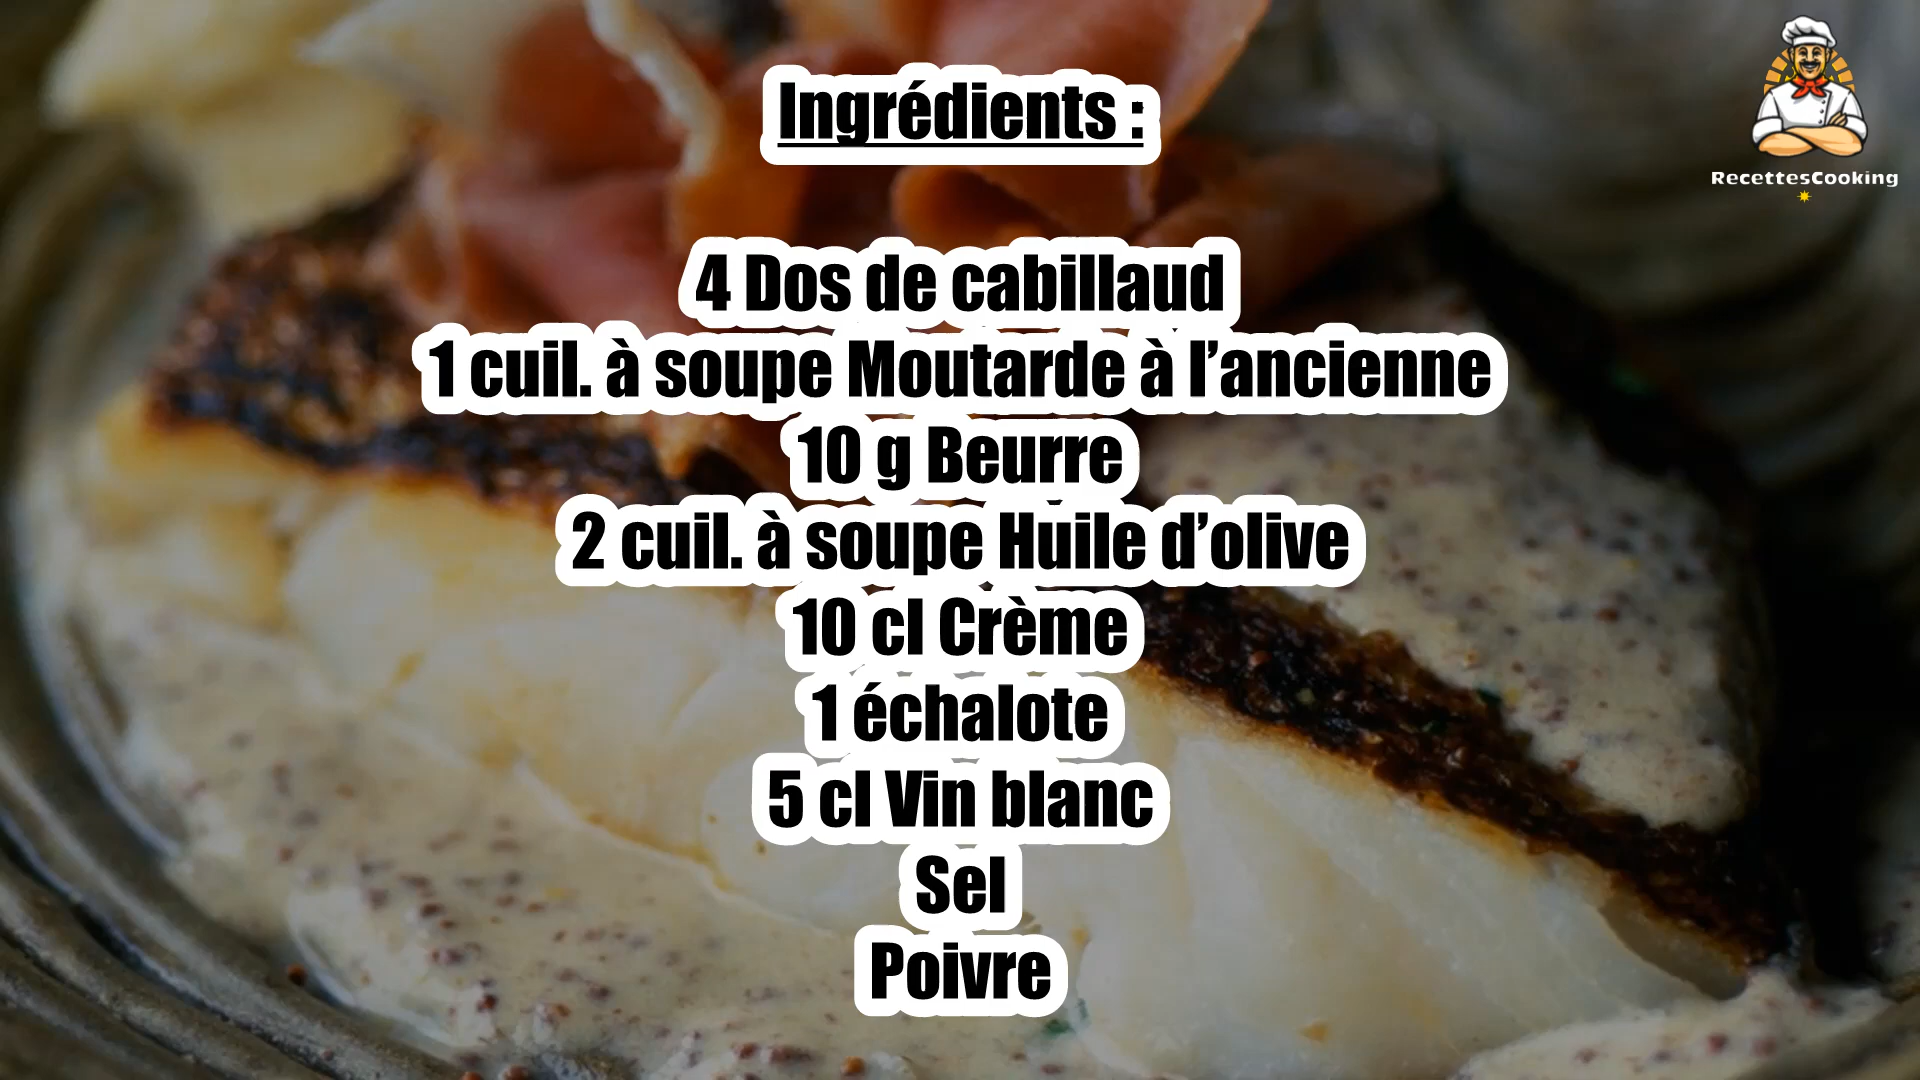 Ingrédients :
RecettesCooking
4 Dos de cabillaud
1 cuil. à soupe Moutarde à l’ancienne
10 g Beurre
2 cuil. à soupe Huile d’olive
10 cl Crème
1 échalote
5 cl Vin blanc
Sel
Poivre